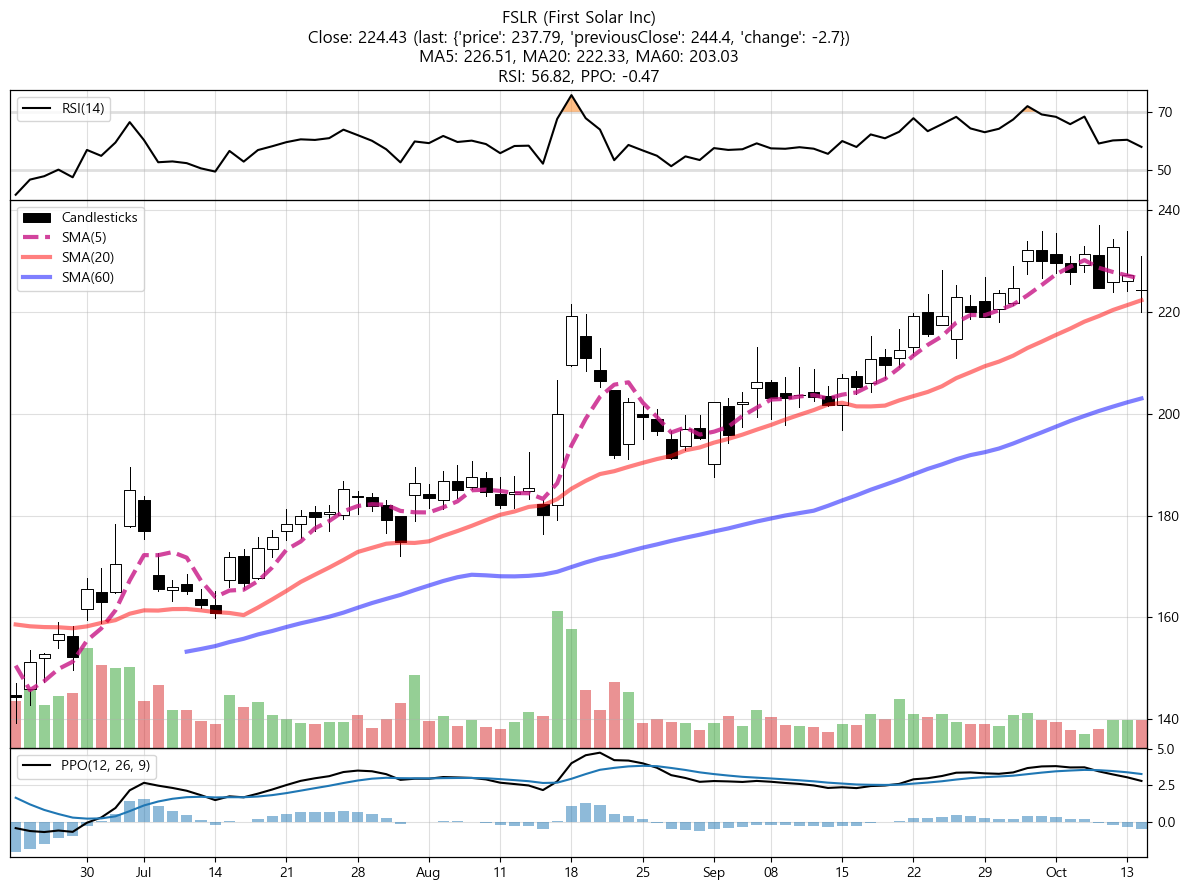 FSLR (First Solar Inc)
Close: 224.43 (last: {'price': 237.79, 'previousClose': 244.4, 'change': -2.7})
MA5: 226.51, MA20: 222.33, MA60: 203.03
RSI: 56.82, PPO: -0.47
RSI(14)
70
50
Candlesticks
SMA(5)
SMA(20)
SMA(60)
240
220
200
180
160
140
PPO(12, 26, 9)
5.0
2.5
0.0
30 Jul 14 21 28 Aug 11 18 25 Sep 08 15 22 29 Oct 13